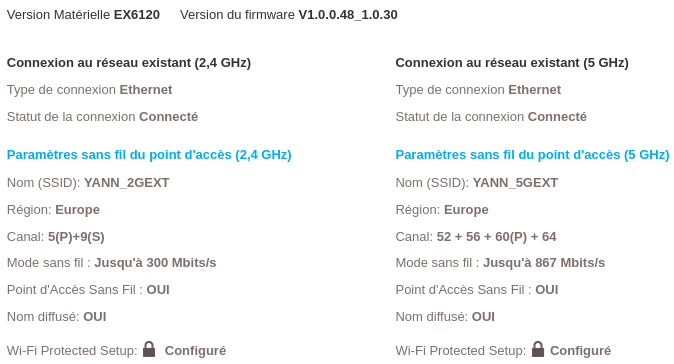 Version Matérielle EX6120 Version du firmware V1.0.0.48_1.0.30
Connexion au réseau existant (2,4 GHz)
Type de connexion Ethernet
Statut de la connexion Connecté
Paramètres sans fil du point d'accès (2,4 GHz)
Nom (SSID): YANN_2GEXT
Région: Europe
Canal: 5(P)+9(S)
Mode sans fil : Jusqu'à 300 Mbits/s
Point d'Accès Sans Fil : OUI
Nom diffusé: OUI
Wi-Fi Protected Setup: Configuré
Connexion au réseau existant (5 GHz)
Type de connexion Ethernet
Statut de la connexion Connecté
Paramètres sans fil du point d'accès (5 GHz)
Nom (SSID): YANN_5GEXT
Région: Europe
Canal: 52 + 56 + 60(P) + 64
Mode sans fil : Jusqu'à 867 Mbits/s
Point d'Accès Sans Fil : OUI
Nom diffusé: OUI
Wi-Fi Protected Setup: Configuré